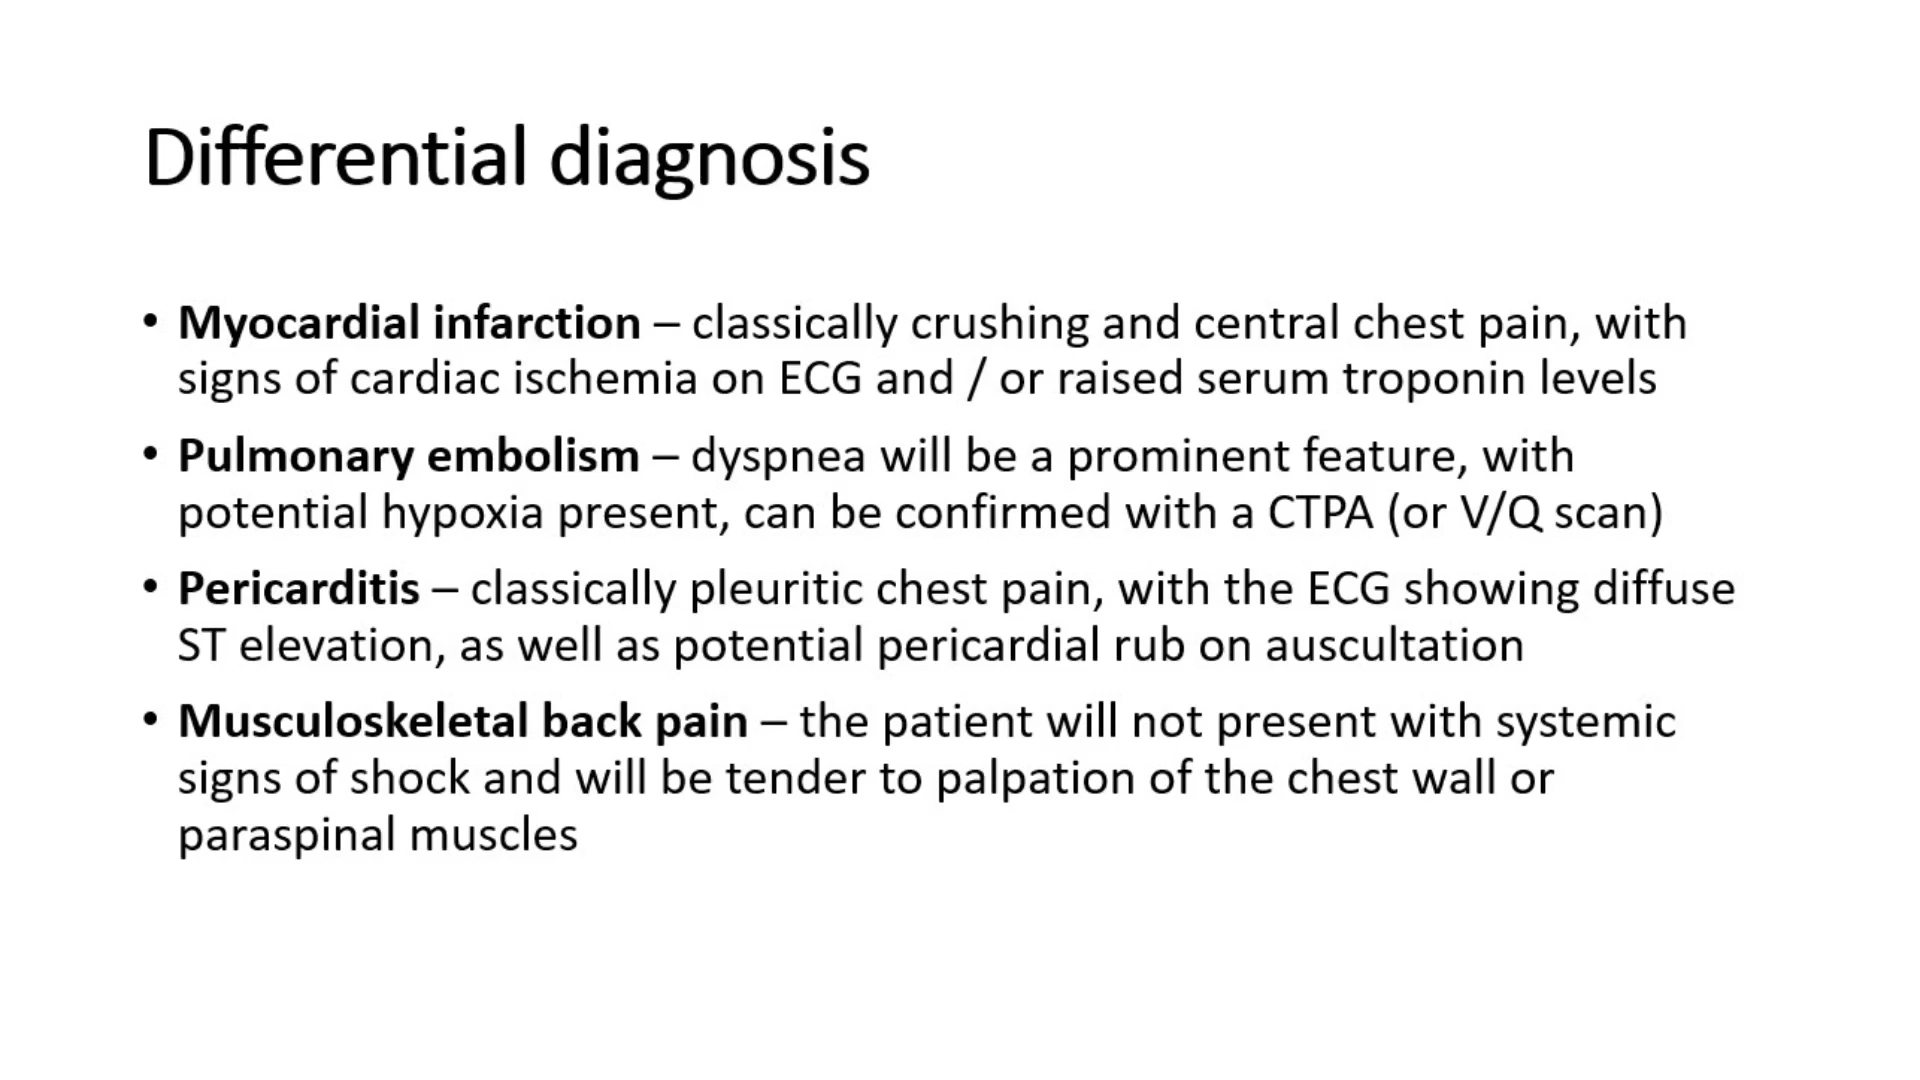 Differential diagnosis
• Myocardial infarction – classically crushing and central chest pain, with
signs of cardiac ischemia on ECG and / or raised serum troponin levels
• Pulmonary embolism – dyspnea will be a prominent feature, with
potential hypoxia present, can be confirmed with a CTPA (or V/Q scan)
• Pericarditis – classically pleuritic chest pain, with the ECG showing diffuse
ST elevation, as well as potential pericardial rub on auscultation
• Musculoskeletal back pain – the patient will not present with systemic
signs of shock and will be tender to palpation of the chest wall or
paraspinal muscles